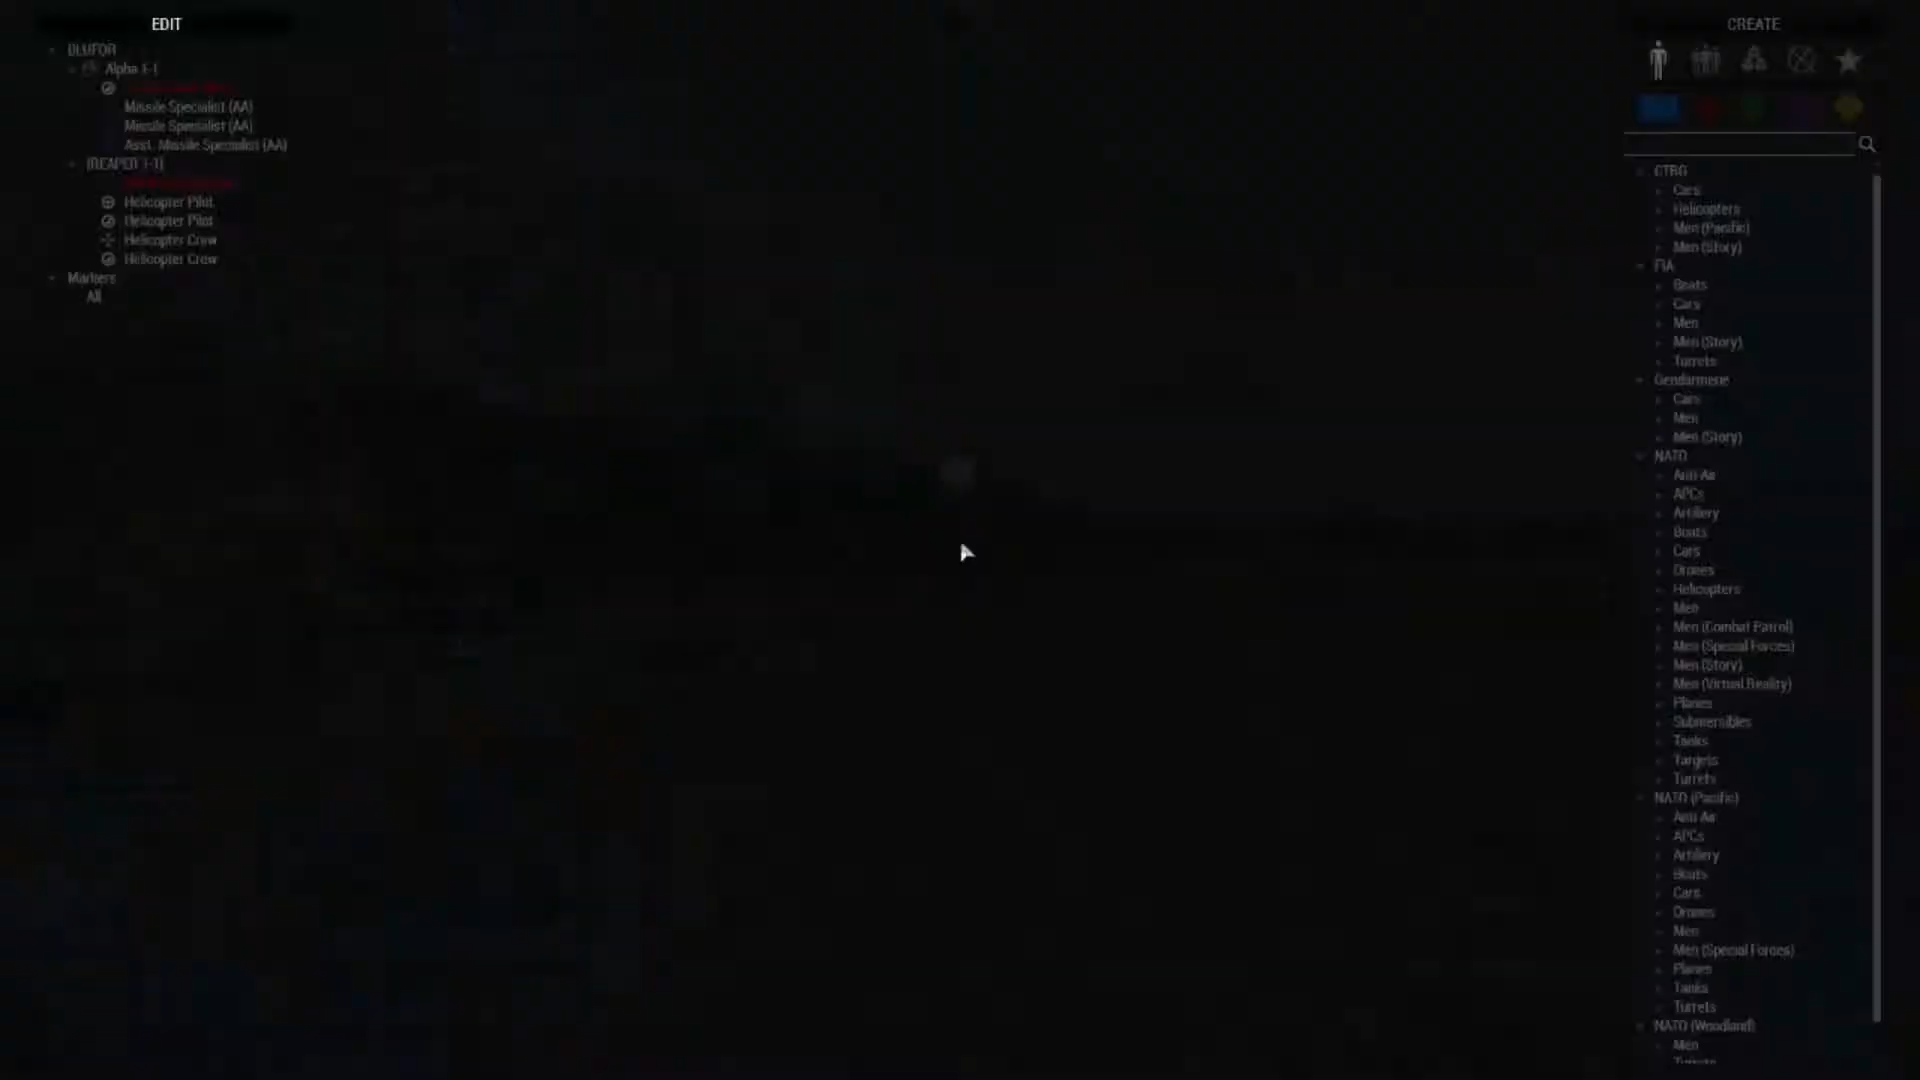 EDIT
BLUFOR
Alpha 1-1
Missile Specialist (AA)
Missile Specialist (AA)
Asst. Missile Specialist (AA)
[REAPER 1-1]
Helicopter Pilot
Helicopter Pilot
Helicopter Crew
Helicopter Crew
Markers
All
CREATE
CTRG
Cars
Helicopters
Men (Pacific)
Men (Story)
FIA
Boats
Cars
Men
Men (Story)
Turrets
Gendarmerie
Cars
Men
Men (Story)
NATO
Anti-Air
APCs
Artillery
Boats
Cars
Drones
Helicopters
Men
Men (Combat Patrol)
Men (Special Forces)
Men (Story)
Men (Virtual Reality)
Planes
Submersibles
Tanks
Targets
Turrets
NATO (Pacific)
Anti-Air
APCs
Artillery
Boats
Cars
Drones
Men
Men (Special Forces)
Planes
Tanks
Turrets
NATO (Woodland)
Men
Turrets